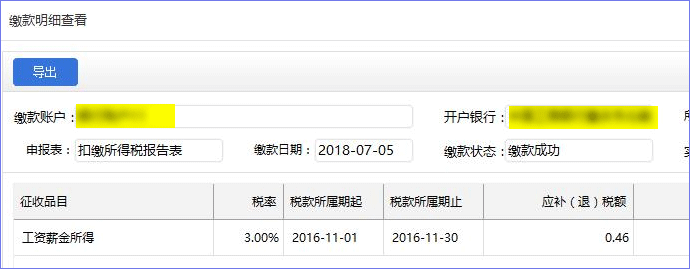 缴款明细查看
导出
缴款账户： 开户银行：
申报表： 扣缴所得税报告表 缴款日期： 2018-07-05 缴款状态： 缴款成功
征收品目 税率 税款所属期起 税款所属期止 应补（退）税额
工资薪金所得 3.00% 2016-11-01 2016-11-30 0.46